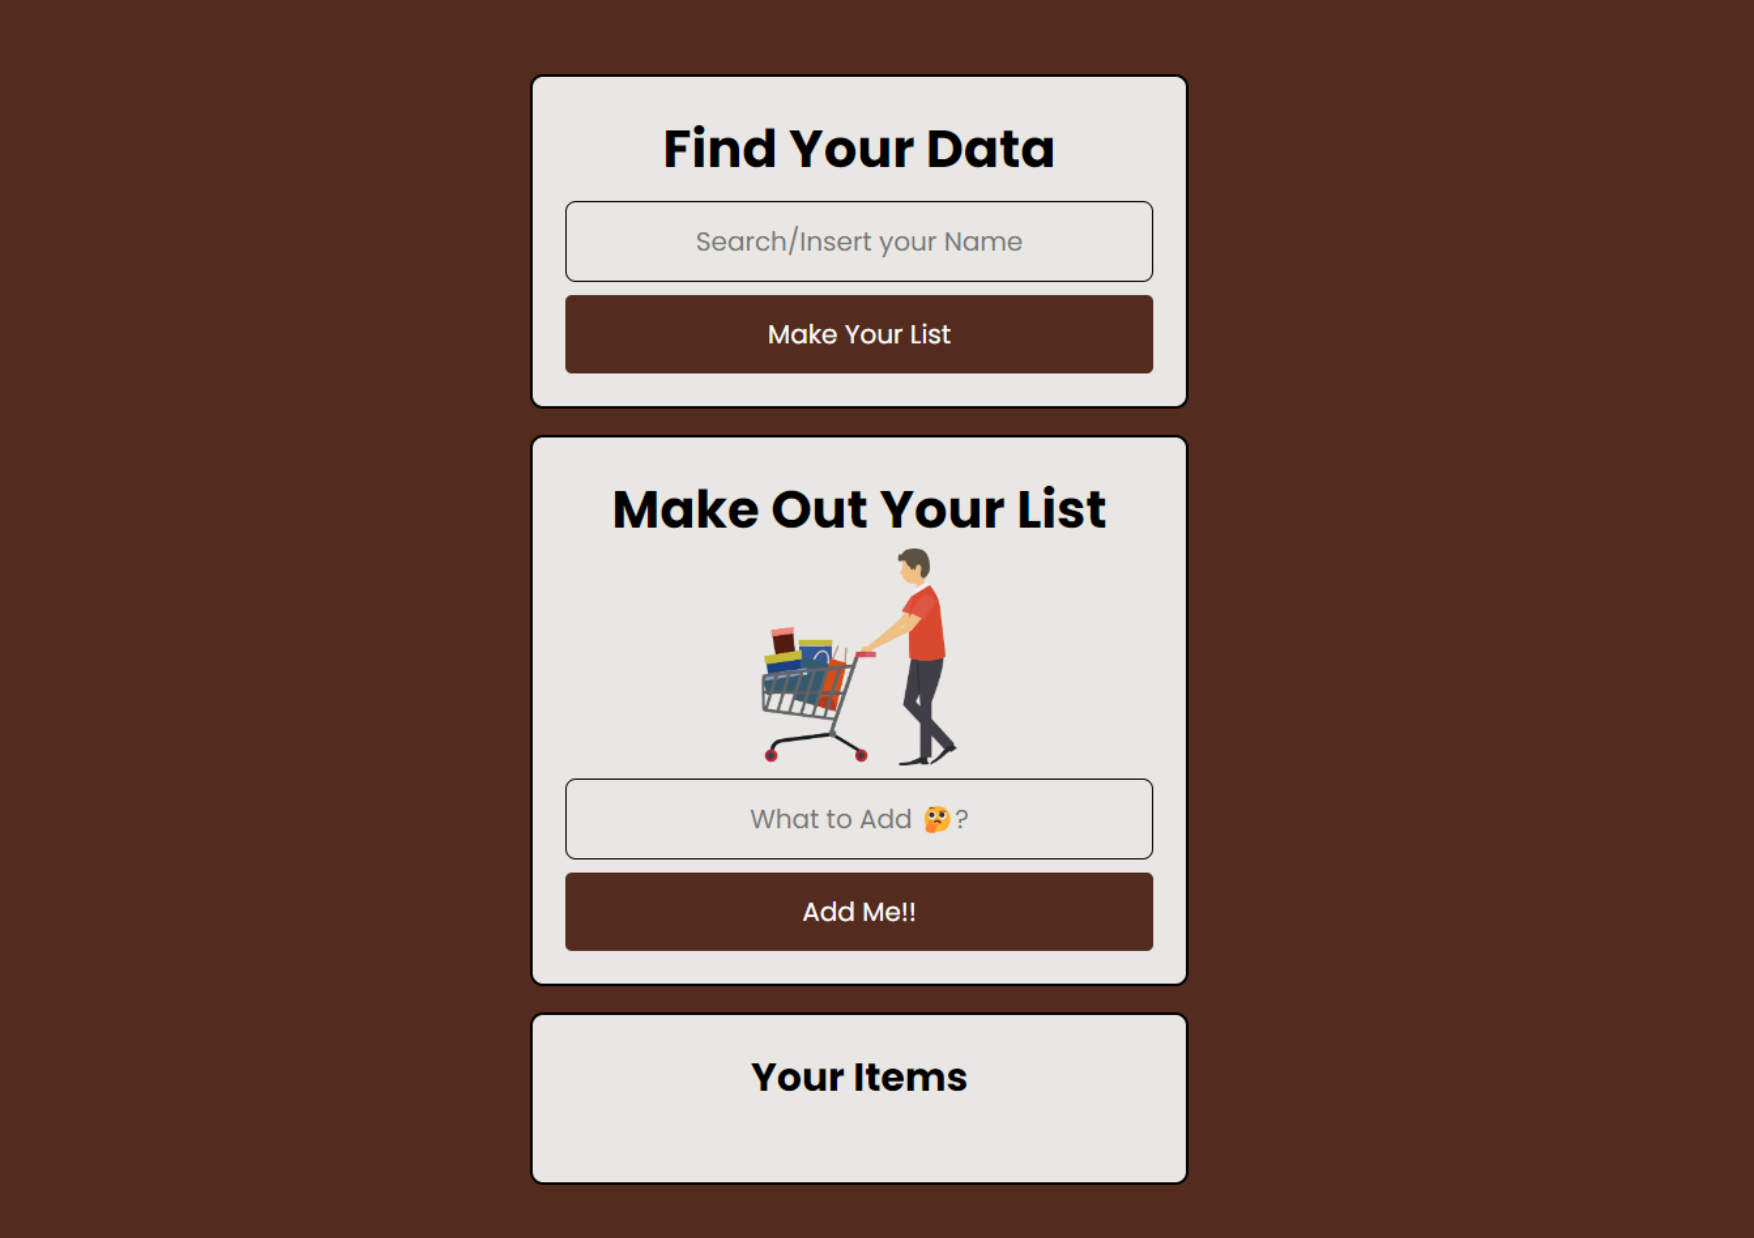 Find Your Data
Search/Insert your Name
Make Your List
Make Out Your List
What to Add 🤔?
Add Me!!
Your Items